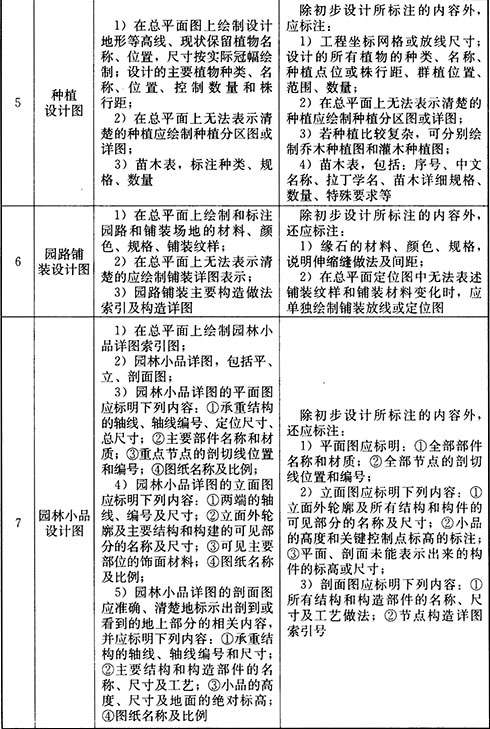 5
种植
设计图
1）在总平面图上绘制设计
地形等高线、现状保留植物名
称、位置，尺寸按实际冠幅绘
制；设计的主要植物种类、名
称、位置、控制数量和株
行距；
2）在总平面上无法表示清
楚的种植应绘制种植分区图或
详图；
3）苗木表，标注种类、规
格、数量
除初步设计所标注的内容外，
应标注：
1）工程坐标网格或放线尺寸；
设计的所有植物的种类、名称、
种植点位或株行距、群植位置、
范围、数量；
2）在总平面上无法表示清楚的
种植应绘制种植分区图或详图；
3）若种植比较复杂，可分别绘
制乔木种植图和灌木种植图；
4）苗木表，包括：序号、中文
名称、拉丁学名、苗木详细规格、
数量、特殊要求等
6
园路铺
装设计图
1）在总平面上绘制和标注
园路和铺装场地的材料、颜
色、规格、铺装纹样；
2）在总平面上无法表示清
楚的应绘制铺装详图表示；
3）园路铺装主要构造做法
索引及构造详图
除初步设计所标注的内容外，
还应标注：
1）缘石的材料、颜色、规格，
说明伸缩缝做法及间距；
2）在总平面定位图中无法表述
铺装纹样和铺装材料变化时，应
单独绘制铺装放线或定位图
7
园林小品
设计图
1）在总平面上绘制园林小
品详图索引图；
2）园林小品详图，包括平、
立、剖面图；
3）园林小品详图的平面图
应标明下列内容：①承重结构
的轴线、轴线编号、定位尺寸、
总尺寸；②主要部件名称和材
质；③重点节点的剖切线位置
和编号；④图纸名称及比例；
4）园林小品详图的立面图
应标明下列内容：①两端的轴
线、编号及尺寸；②立面外轮
廓及主要结构和构建的可见部
分的名称及尺寸；③可见主要
部位的饰面材料；④图纸名称
及比例；
5）园林小品详图的剖面图
应准确、清楚地标示出剖到或
看到的地上部分的相关内容，
并应标明下列内容：①承重结
构的轴线、轴线编号和尺寸；
②主要结构和构造部件的名
称、尺寸及工艺；③小品的高
度、尺寸及地面的绝对标高；
④图纸名称及比例
除初步设计所标注的内容外，
还应标注：
1）平面图应标明：①全部部件
名称和材质；②全部节点的剖切
线位置和编号；
2）立面图应标明下列内容：①
立面外轮廓及所有结构和构件的
可见部分的名称及尺寸；②小品
的高度和关键控制点标高的标注；
③平面、剖面未能表示出来的构
件的标高或尺寸；
3）剖面图应标明下列内容：①
所有结构和构造部件的名称、尺
寸及工艺做法；②节点构造详图
索引号